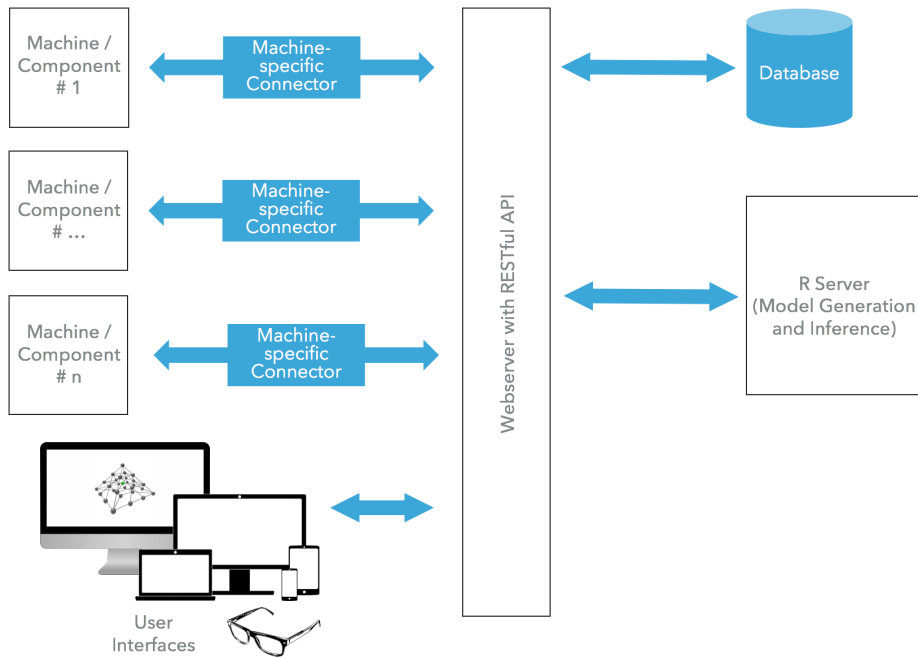 Machine /
Component
# 1
Machine-
specific
Connector
Database
Machine /
Component
# ...
Machine-
specific
Connector
Webserver with RESTful API
R Server
(Model Generation
and Inference)
Machine /
Component
# n
Machine-
specific
Connector
User
Interfaces